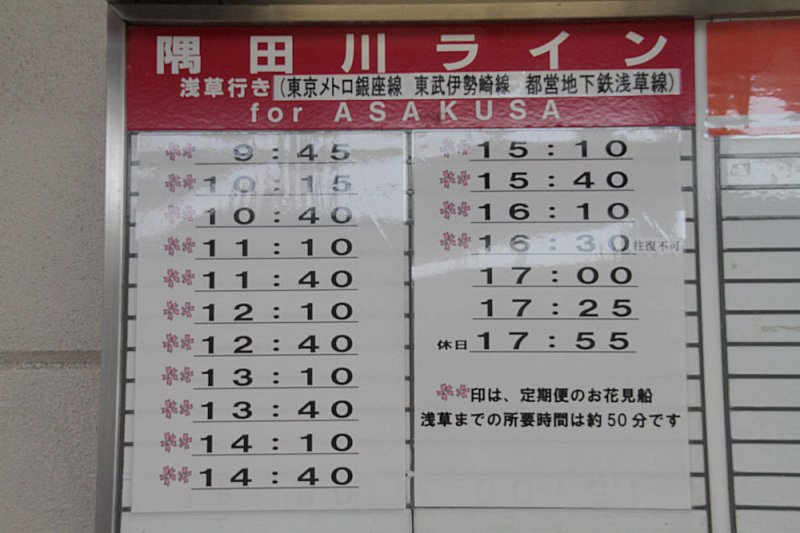 隅田川ライン
浅草行き(東京メトロ銀座線 東武伊勢崎線 都営地下鉄浅草線)
for ASAKUSA
9:45
10:15
10:40
11:10
11:40
12:10
12:40
13:10
13:40
14:10
14:40
15:10
15:40
16:10
16:30往復不可
17:00
17:25
休日17:55
印は、定期便のお花見船
浅草までの所要時間は約50分です